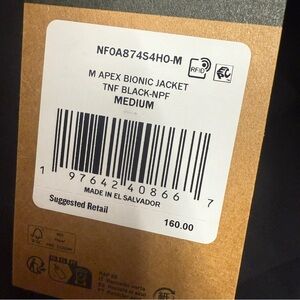 NF0A874S4H0-M
RFID
M APEX BIONIC JACKET
TNF BLACK-NPF
MEDIUM
1 97642 40866 7
MADE IN EL SALVADOR
Suggested Retail
160.00